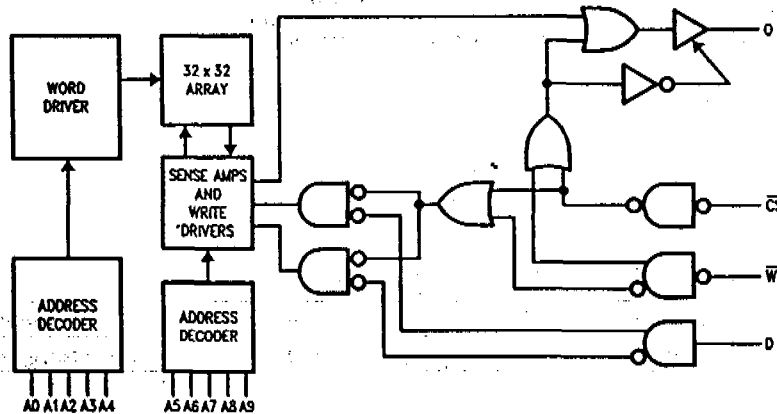 WORD
DRIVER
32 x 32
ARRAY
SENSE AMPS
AND
WRITE
DRIVERS
ADDRESS
DECODER
ADDRESS
DECODER
A0 A1 A2 A3 A4
A5 A6 A7 A8 A9
O
C̅S̅
W̅
D